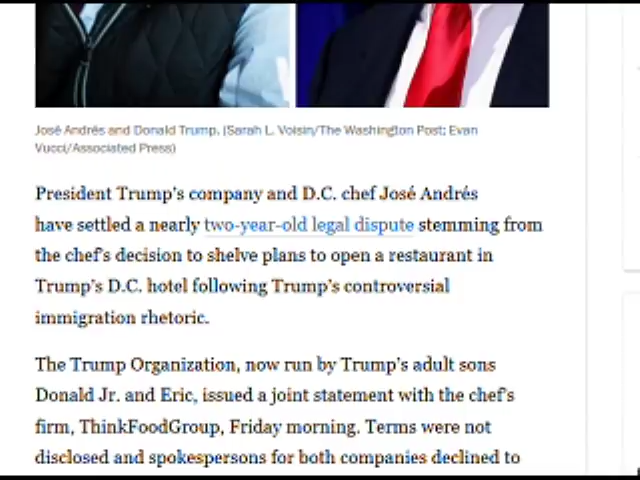 José Andrés and Donald Trump. (Sarah L. Voisin/The Washington Post; Evan
Vucci/Associated Press)
President Trump's company and D.C. chef José Andrés
have settled a nearly two-year-old legal dispute stemming from
the chef's decision to shelve plans to open a restaurant in
Trump's D.C. hotel following Trump's controversial
immigration rhetoric.
The Trump Organization, now run by Trump's adult sons
Donald Jr. and Eric, issued a joint statement with the chef's
firm, ThinkFoodGroup, Friday morning. Terms were not
disclosed and spokespersons for both companies declined to